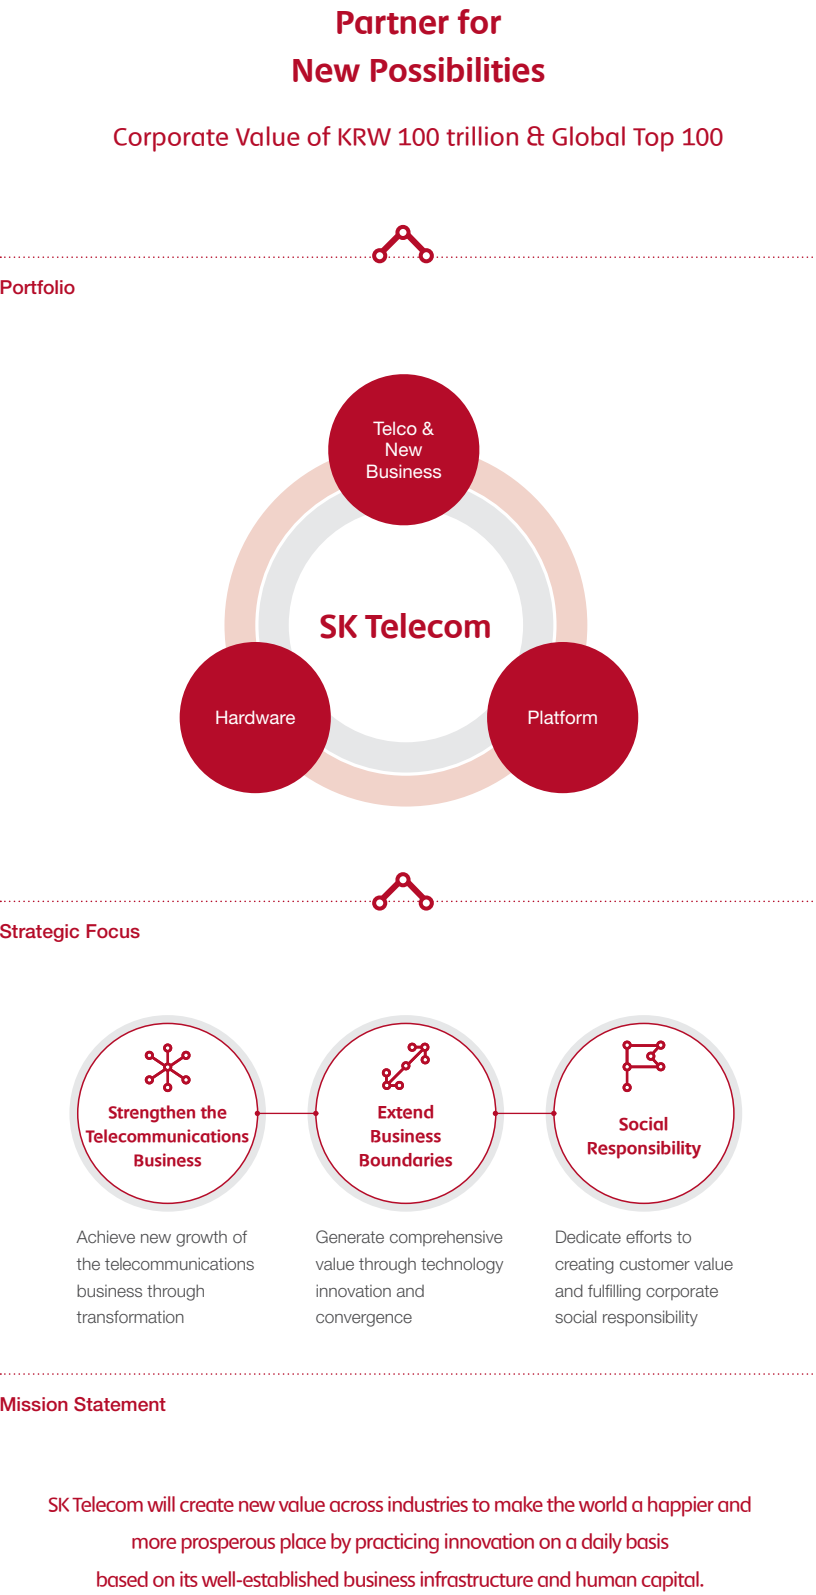 Partner for
New Possibilities
Corporate Value of KRW 100 trillion & Global Top 100
Portfolio
Telco &
New
Business
SK Telecom
Hardware
Platform
Strategic Focus
Strengthen the
Telecommunications
Business
Extend
Business
Boundaries
Social
Responsibility
Achieve new growth of
the telecommunications
business through
transformation
Generate comprehensive
value through technology
innovation and
convergence
Dedicate efforts to
creating customer value
and fulfilling corporate
social responsibility
Mission Statement
SK Telecom will create new value across industries to make the world a happier and
more prosperous place by practicing innovation on a daily basis
based on its well-established business infrastructure and human capital.